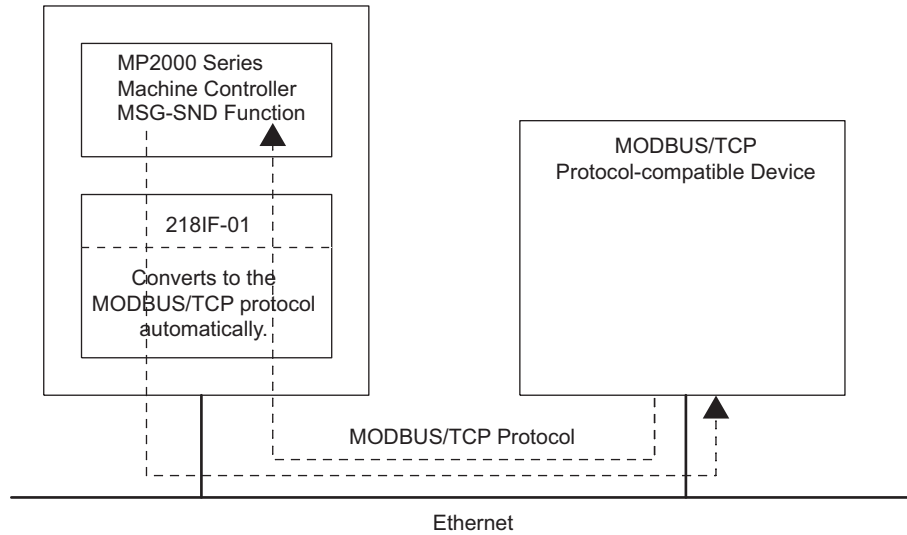 MP2000 Series
Machine Controller
MSG-SND Function
218IF-01
Converts to the
MODBUS/TCP protocol
automatically.
MODBUS/TCP
Protocol-compatible Device
MODBUS/TCP Protocol
Ethernet